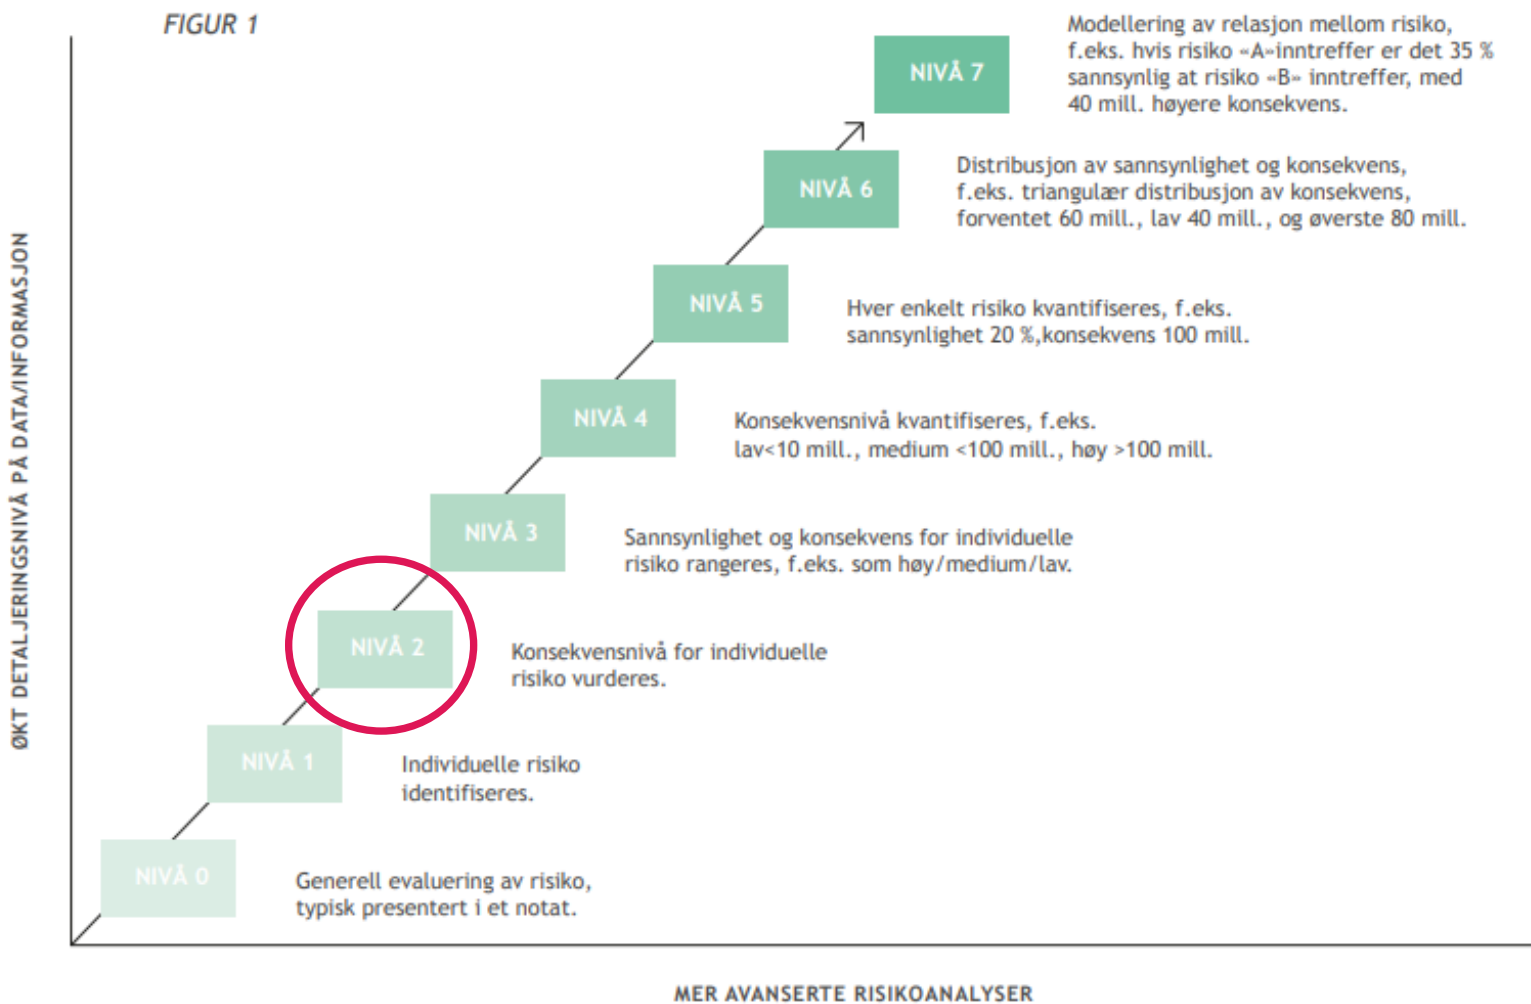 FIGUR 1
Modellering av relasjon mellom risiko,
f.eks. hvis risiko «A»inntreffer er det 35 %
sannsynlig at risiko «B» inntreffer, med
40 mill. høyere konsekvens.
NIVÅ 7
Distribusjon av sannsynlighet og konsekvens,
f.eks. triangulær distribusjon av konsekvens,
forventet 60 mill., lav 40 mill., og øverste 80 mill.
NIVÅ 6
Hver enkelt risiko kvantifiseres, f.eks.
sannsynlighet 20 %,konsekvens 100 mill.
NIVÅ 5
Konsekvensnivå kvantifiseres, f.eks.
lav<10 mill., medium <100 mill., høy >100 mill.
NIVÅ 4
Sannsynlighet og konsekvens for individuelle
risiko rangeres, f.eks. som høy/medium/lav.
NIVÅ 3
Konsekvensnivå for individuelle
risiko vurderes.
NIVÅ 2
Individuelle risiko
identifiseres.
NIVÅ 1
Generell evaluering av risiko,
typisk presentert i et notat.
NIVÅ 0
ØKT DETALJERINGSNIVÅ PÅ DATA/INFORMASJON
MER AVANSERTE RISIKOANALYSER